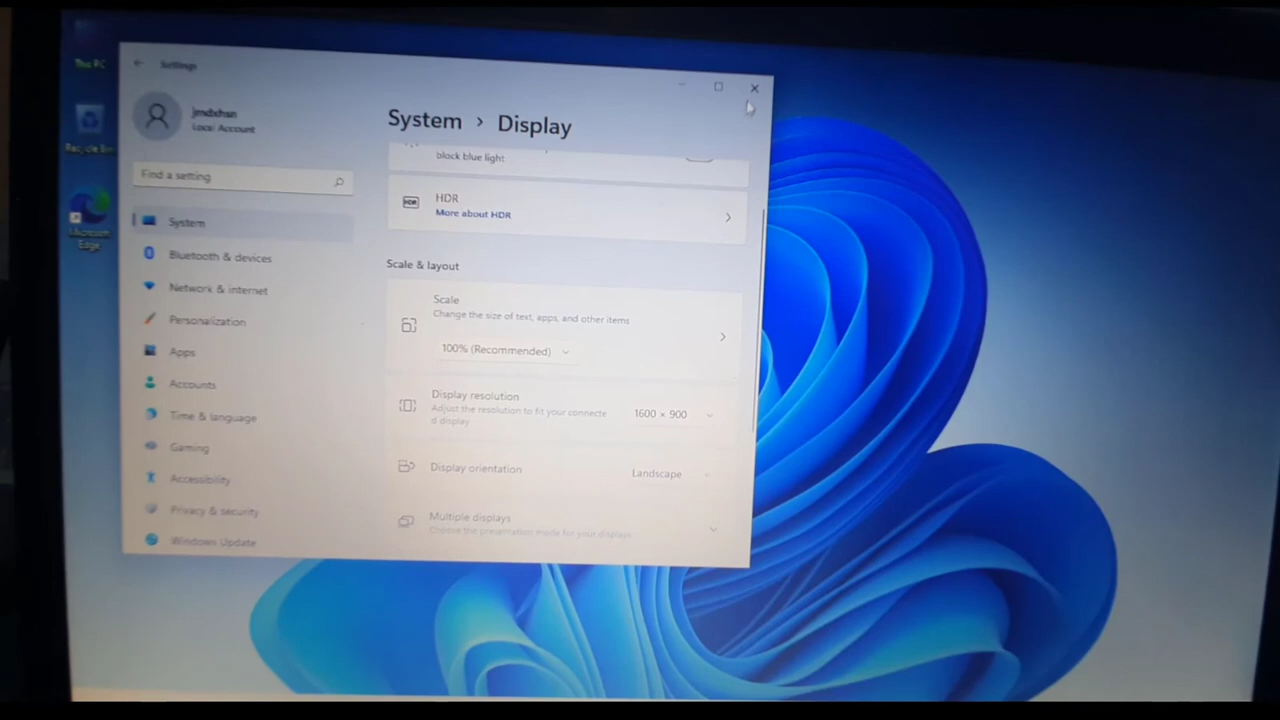 This PC
Recycle Bin
Microsoft
Edge
Settings
jmdxhsn
Local Account
Find a setting
System
Bluetooth & devices
Network & internet
Personalization
Apps
Accounts
Time & language
Gaming
Accessibility
Privacy & security
Windows Update
System > Display
block blue light
HDR
HDR
More about HDR
Scale & layout
Scale
Change the size of text, apps, and other items
100% (Recommended)
Display resolution
Adjust the resolution to fit your connecte
d display
1600 × 900
Display orientation
Landscape
Multiple displays
Choose the presentation mode for your displays